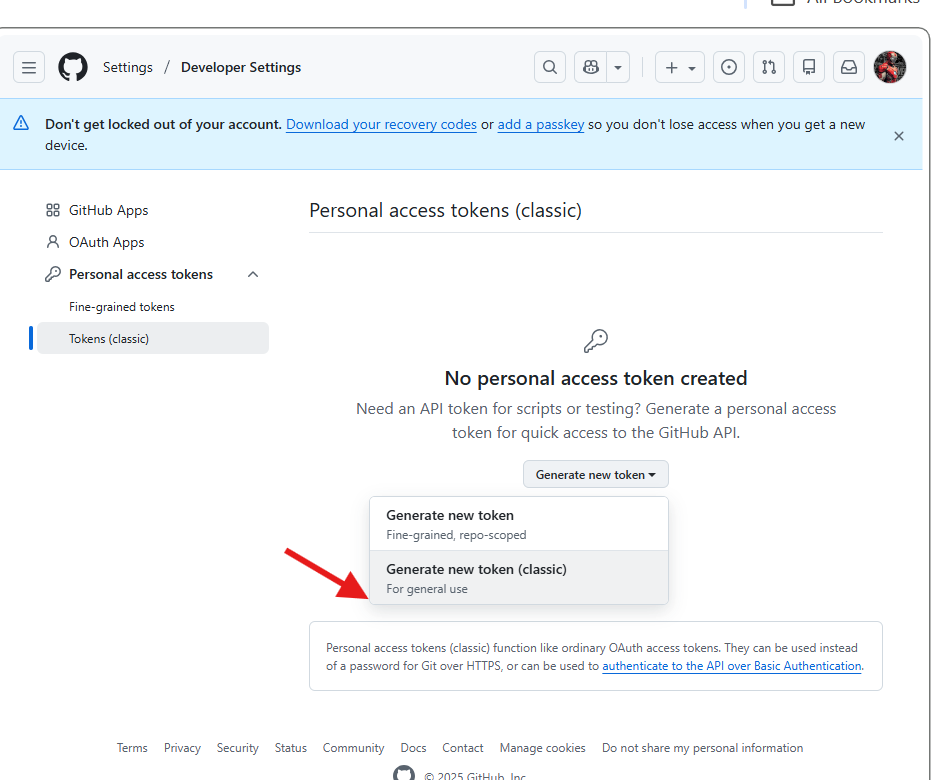 All Bookmarks
Settings / Developer Settings
Don't get locked out of your account. Download your recovery codes or add a passkey so you don't lose access when you get a new
device.
GitHub Apps
Personal access tokens (classic)
OAuth Apps
Personal access tokens
Fine-grained tokens
Tokens (classic)
No personal access token created
Need an API token for scripts or testing? Generate a personal access
token for quick access to the GitHub API.
Generate new token
Generate new token
Fine-grained, repo-scoped
Generate new token (classic)
For general use
Personal access tokens (classic) function like ordinary OAuth access tokens. They can be used instead
of a password for Git over HTTPS, or can be used to authenticate to the API over Basic Authentication.
Terms Privacy Security Status Community Docs Contact Manage cookies Do not share my personal information
© 2025 GitHub, Inc.